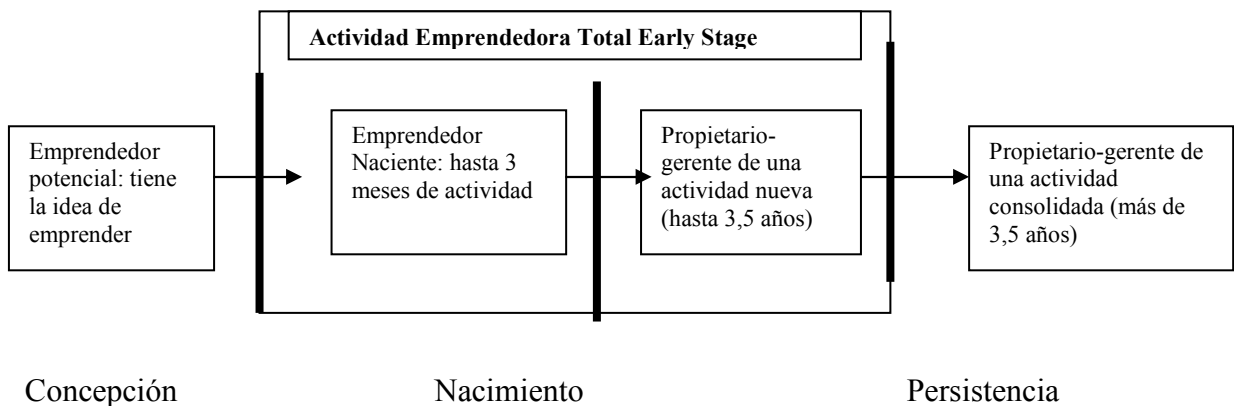 Actividad Emprendedora Total Early Stage
Emprendedor
potencial: tiene
la idea de
emprender
Emprendedor
Naciente: hasta 3
meses de actividad
Propietario-
gerente de una
actividad nueva
(hasta 3,5 años)
Propietario-gerente de
una actividad
consolidada (más de
3,5 años)
Concepción
Nacimiento
Persistencia